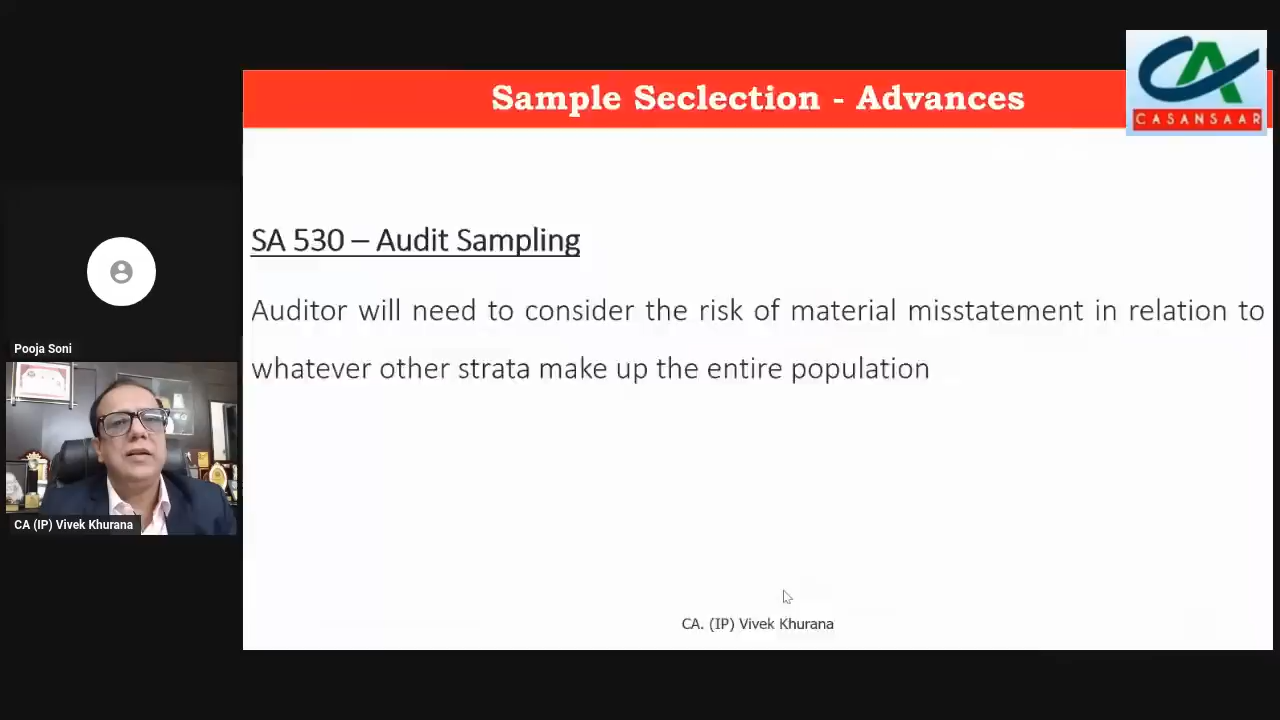 Sample Seclection - Advances
CASANSAAR
SA 530 – Audit Sampling
Auditor will need to consider the risk of material misstatement in relation to
whatever other strata make up the entire population
Pooja Soni
CA (IP) Vivek Khurana
CA. (IP) Vivek Khurana